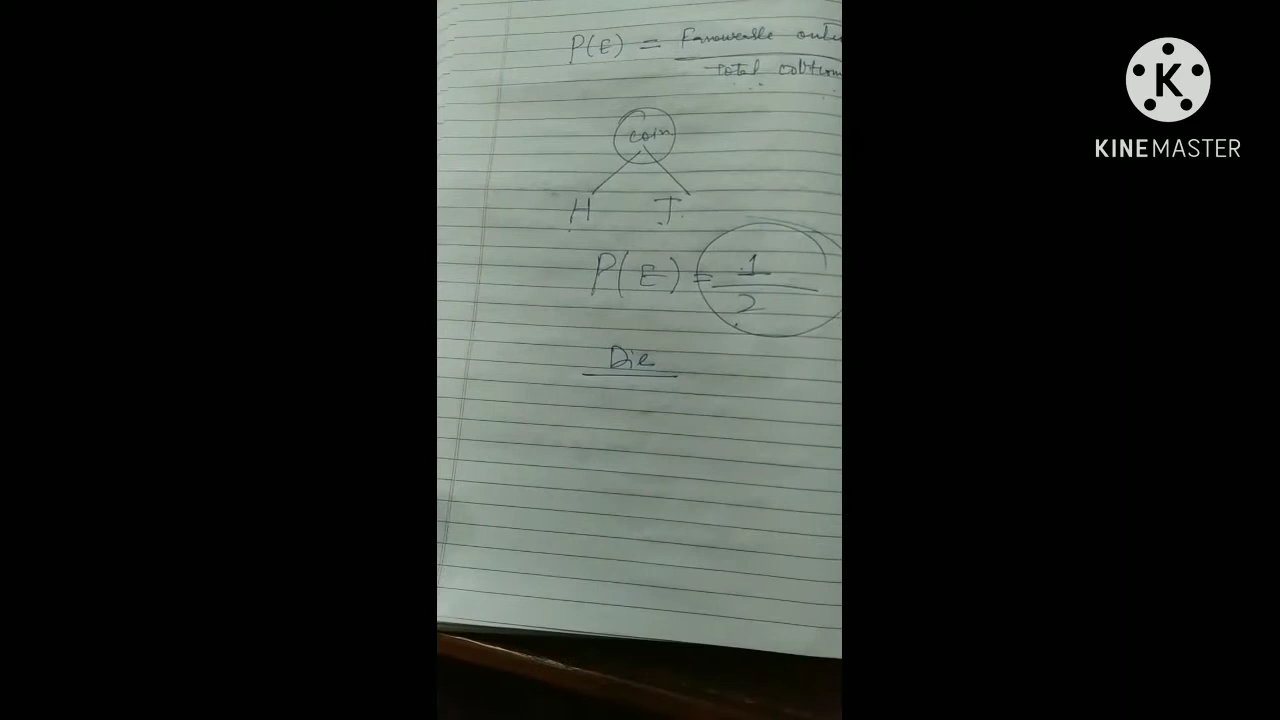 P(E) = Favourable
Total
coin
H T
P(E) = 1
2
Die
K
KINEMASTER